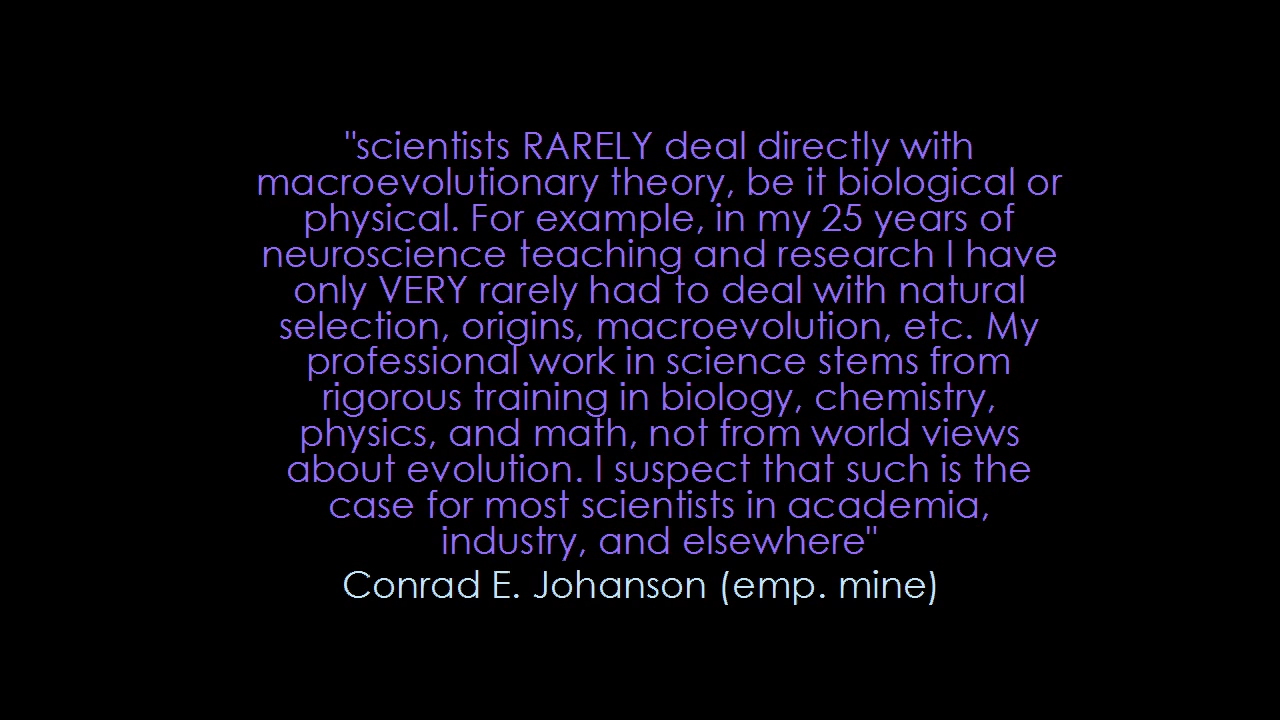 "scientists RARELY deal directly with
macroevolutionary theory, be it biological or
physical. For example, in my 25 years of
neuroscience teaching and research I have
only VERY rarely had to deal with natural
selection, origins, macroevolution, etc. My
professional work in science stems from
rigorous training in biology, chemistry,
physics, and math, not from world views
about evolution. I suspect that such is the
case for most scientists in academia,
industry, and elsewhere"
Conrad E. Johanson (emp. mine)